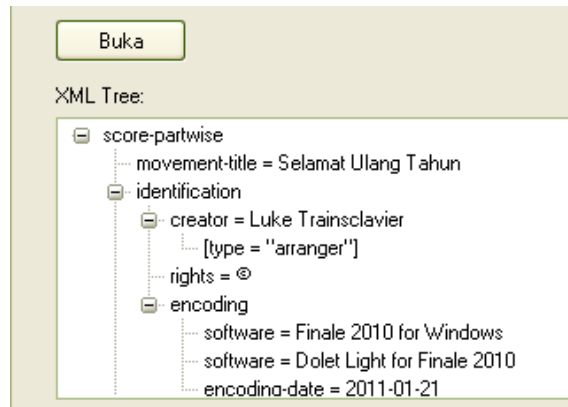 Buka
XML Tree:
score-partwise
movement-title = Selamat Ulang Tahun
identification
creator = Luke Trainsclavier
[type = "arranger"]
rights = ©
encoding
software = Finale 2010 for Windows
software = Dolet Light for Finale 2010
encoding-date = 2011-01-21